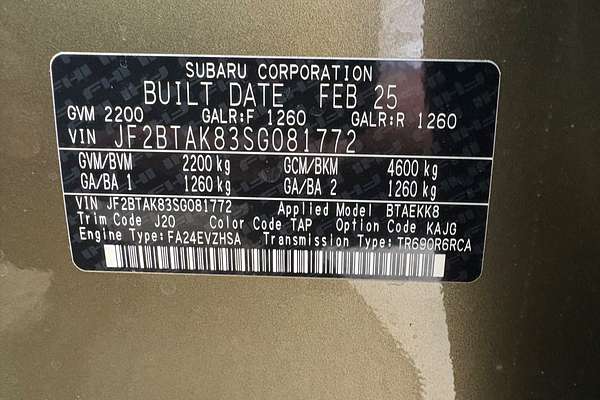 SUBARU CORPORATION
BUILT DATE FEB 25
GVM 2200 GALR:F 1260 GALR:R 1260
VIN JF2BTAK83SG081772
GVM/BVM 2200 kg GCM/BKM 4600 kg
GA/BA 1 1260 kg GA/BA 2 1260 kg
VIN JF2BTAK83SG081772 Applied Model BTAEKK8
Trim Code J20 Color Code TAP Option Code KAJG
Engine Type:FA24EVZHSA Transmission Type:TR690R6RCA